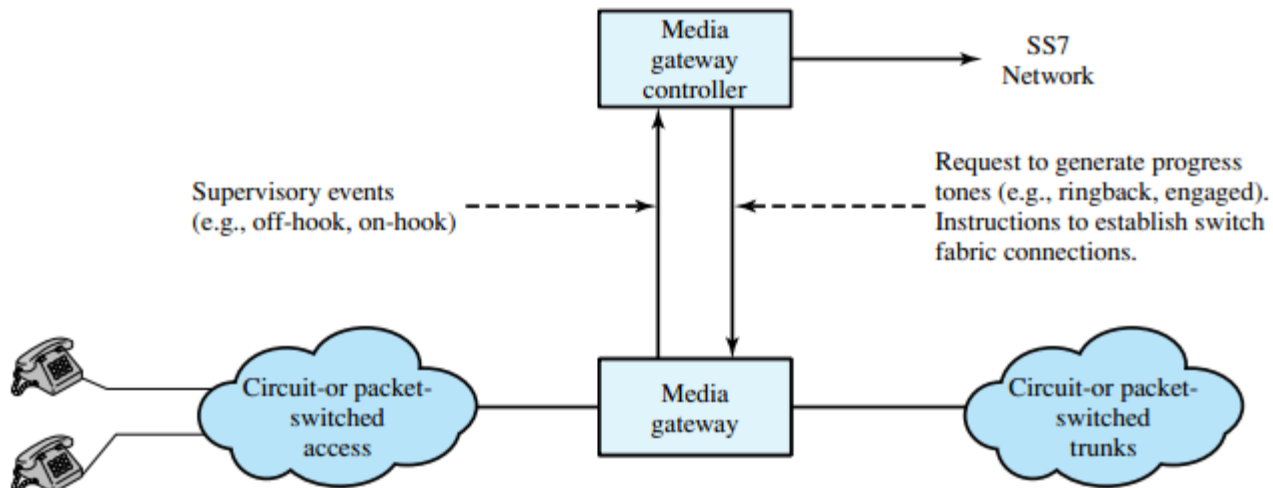 Media
gateway
controller
SS7
Network
Supervisory events
(e.g., off-hook, on-hook)
Request to generate progress
tones (e.g., ringback, engaged).
Instructions to establish switch
fabric connections.
Circuit-or packet-
switched
access
Media
gateway
Circuit-or packet-
switched
trunks